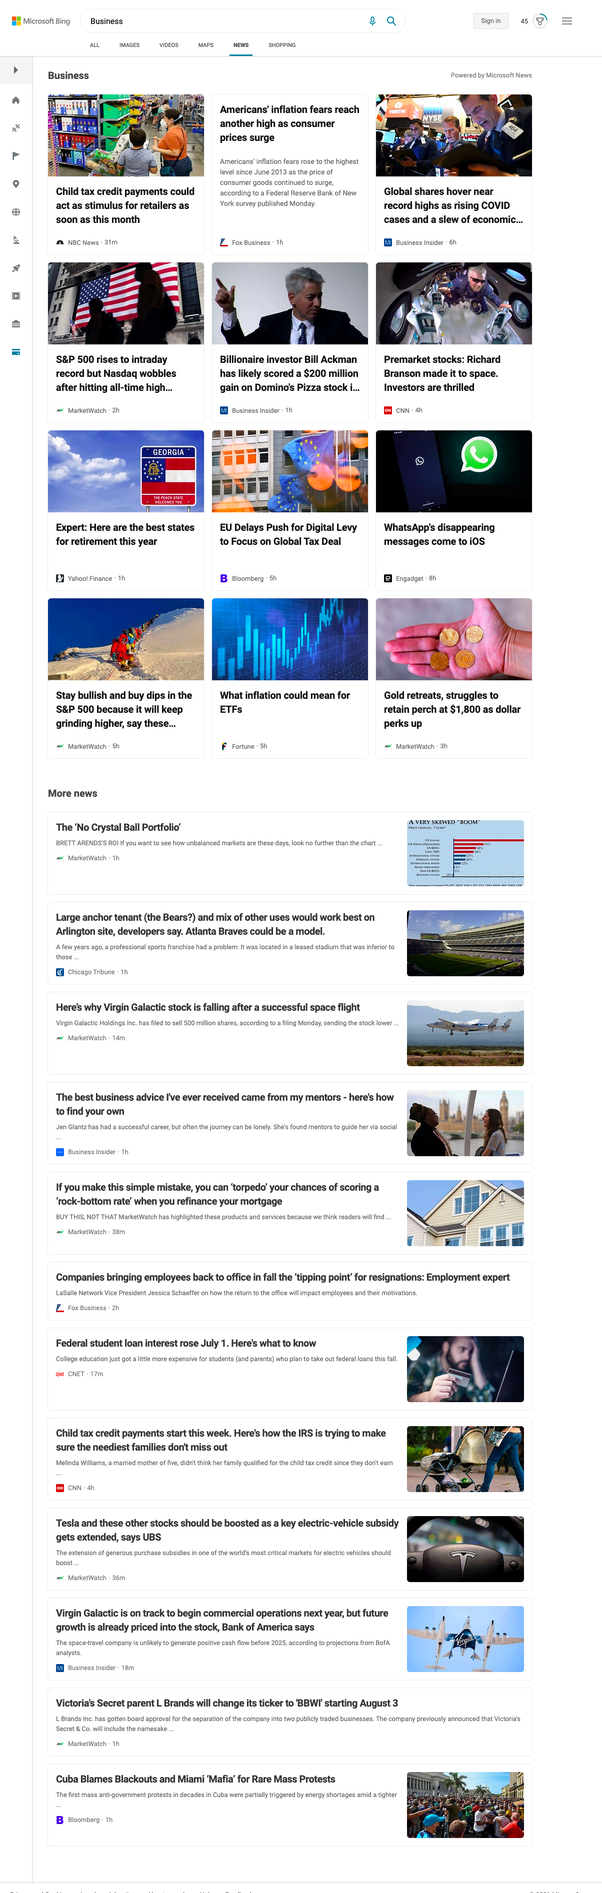 Microsoft Bing
Business
Sign in
45
ALL
IMAGES
VIDEOS
MAPS
NEWS
SHOPPING
Business
Powered by Microsoft News
Child tax credit payments could
act as stimulus for retailers as
soon as this month
NBC News · 31m
Americans' inflation fears reach
another high as consumer
prices surge
Americans' inflation fears rose to the highest
level since June 2013 as the price of
consumer goods continued to surge,
according to a Federal Reserve Bank of New
York survey published Monday.
Fox Business · 1h
NYSE
Global shares hover near
record highs as rising COVID
cases and a slew of economic...
Business Insider · 6h
S&P 500 rises to intraday
record but Nasdaq wobbles
after hitting all-time high...
MarketWatch · 2h
Billionaire investor Bill Ackman
has likely scored a $200 million
gain on Domino's Pizza stock i...
Business Insider · 1h
Premarket stocks: Richard
Branson made it to space.
Investors are thrilled
CNN · 4h
GEORGIA
THE PEACH STATE
WELCOMES YOU
Expert: Here are the best states
for retirement this year
Yahoo! Finance · 1h
EU Delays Push for Digital Levy
to Focus on Global Tax Deal
Bloomberg · 5h
WhatsApp's disappearing
messages come to iOS
Engadget · 8h
Stay bullish and buy dips in the
S&P 500 because it will keep
grinding higher, say these...
MarketWatch · 5h
What inflation could mean for
ETFs
Fortune · 5h
Gold retreats, struggles to
retain perch at $1,800 as dollar
perks up
MarketWatch · 3h
More news
The 'No Crystal Ball Portfolio'
BRETT ARENDS'S ROI If you want to see how unbalanced markets are these days, look no further than the chart ...
MarketWatch · 1h
A VERY SKEWED "BOOM"
Large anchor tenant (the Bears?) and mix of other uses would work best on
Arlington site, developers say. Atlanta Braves could be a model.
A few years ago, a professional sports franchise had a problem: It was located in a leased stadium that was inferior to
those ...
Chicago Tribune · 1h
Here's why Virgin Galactic stock is falling after a successful space flight
Virgin Galactic Holdings Inc. has filed to sell 500 million shares, according to a filing Monday, sending the stock lower ...
MarketWatch · 14m
The best business advice I've ever received came from my mentors - here's how
to find your own
Jen Glantz has had a successful career, but often the journey can be lonely. She's found mentors to guide her via social
...
Business Insider · 1h
If you make this simple mistake, you can 'torpedo' your chances of scoring a
'rock-bottom rate' when you refinance your mortgage
BUY THIS, NOT THAT MarketWatch has highlighted these products and services because we think readers will find ...
MarketWatch · 38m
Companies bringing employees back to office in fall the 'tipping point' for resignations: Employment expert
LaSalle Network Vice President Jessica Schaeffer on how the return to the office will impact employees and their motivations.
Fox Business · 2h
Federal student loan interest rose July 1. Here's what to know
College education just got a little more expensive for students (and parents) who plan to take out federal loans this fall.
CNET · 17m
Child tax credit payments start this week. Here's how the IRS is trying to make
sure the neediest families don't miss out
Melinda Williams, a married mother of five, didn't think her family qualified for the child tax credit since they don't earn
...
CNN · 4h
Tesla and these other stocks should be boosted as a key electric-vehicle subsidy
gets extended, says UBS
The extension of generous purchase subsidies in one of the world's most critical markets for electric vehicles should
boost ...
MarketWatch · 36m
Virgin Galactic is on track to begin commercial operations next year, but future
growth is already priced into the stock, Bank of America says
The space-travel company is unlikely to generate positive cash flow before 2025, according to projections from BofA
analysts.
Business Insider · 18m
Victoria's Secret parent L Brands will change its ticker to 'BBWI' starting August 3
L Brands Inc. has gotten board approval for the separation of the company into two publicly traded businesses. The company previously announced that Victoria's
Secret & Co. will include the namesake ...
MarketWatch · 1h
Cuba Blames Blackouts and Miami 'Mafia' for Rare Mass Protests
The first mass anti-government protests in decades in Cuba were partially triggered by energy shortages amid a tighter
...
Bloomberg · 1h